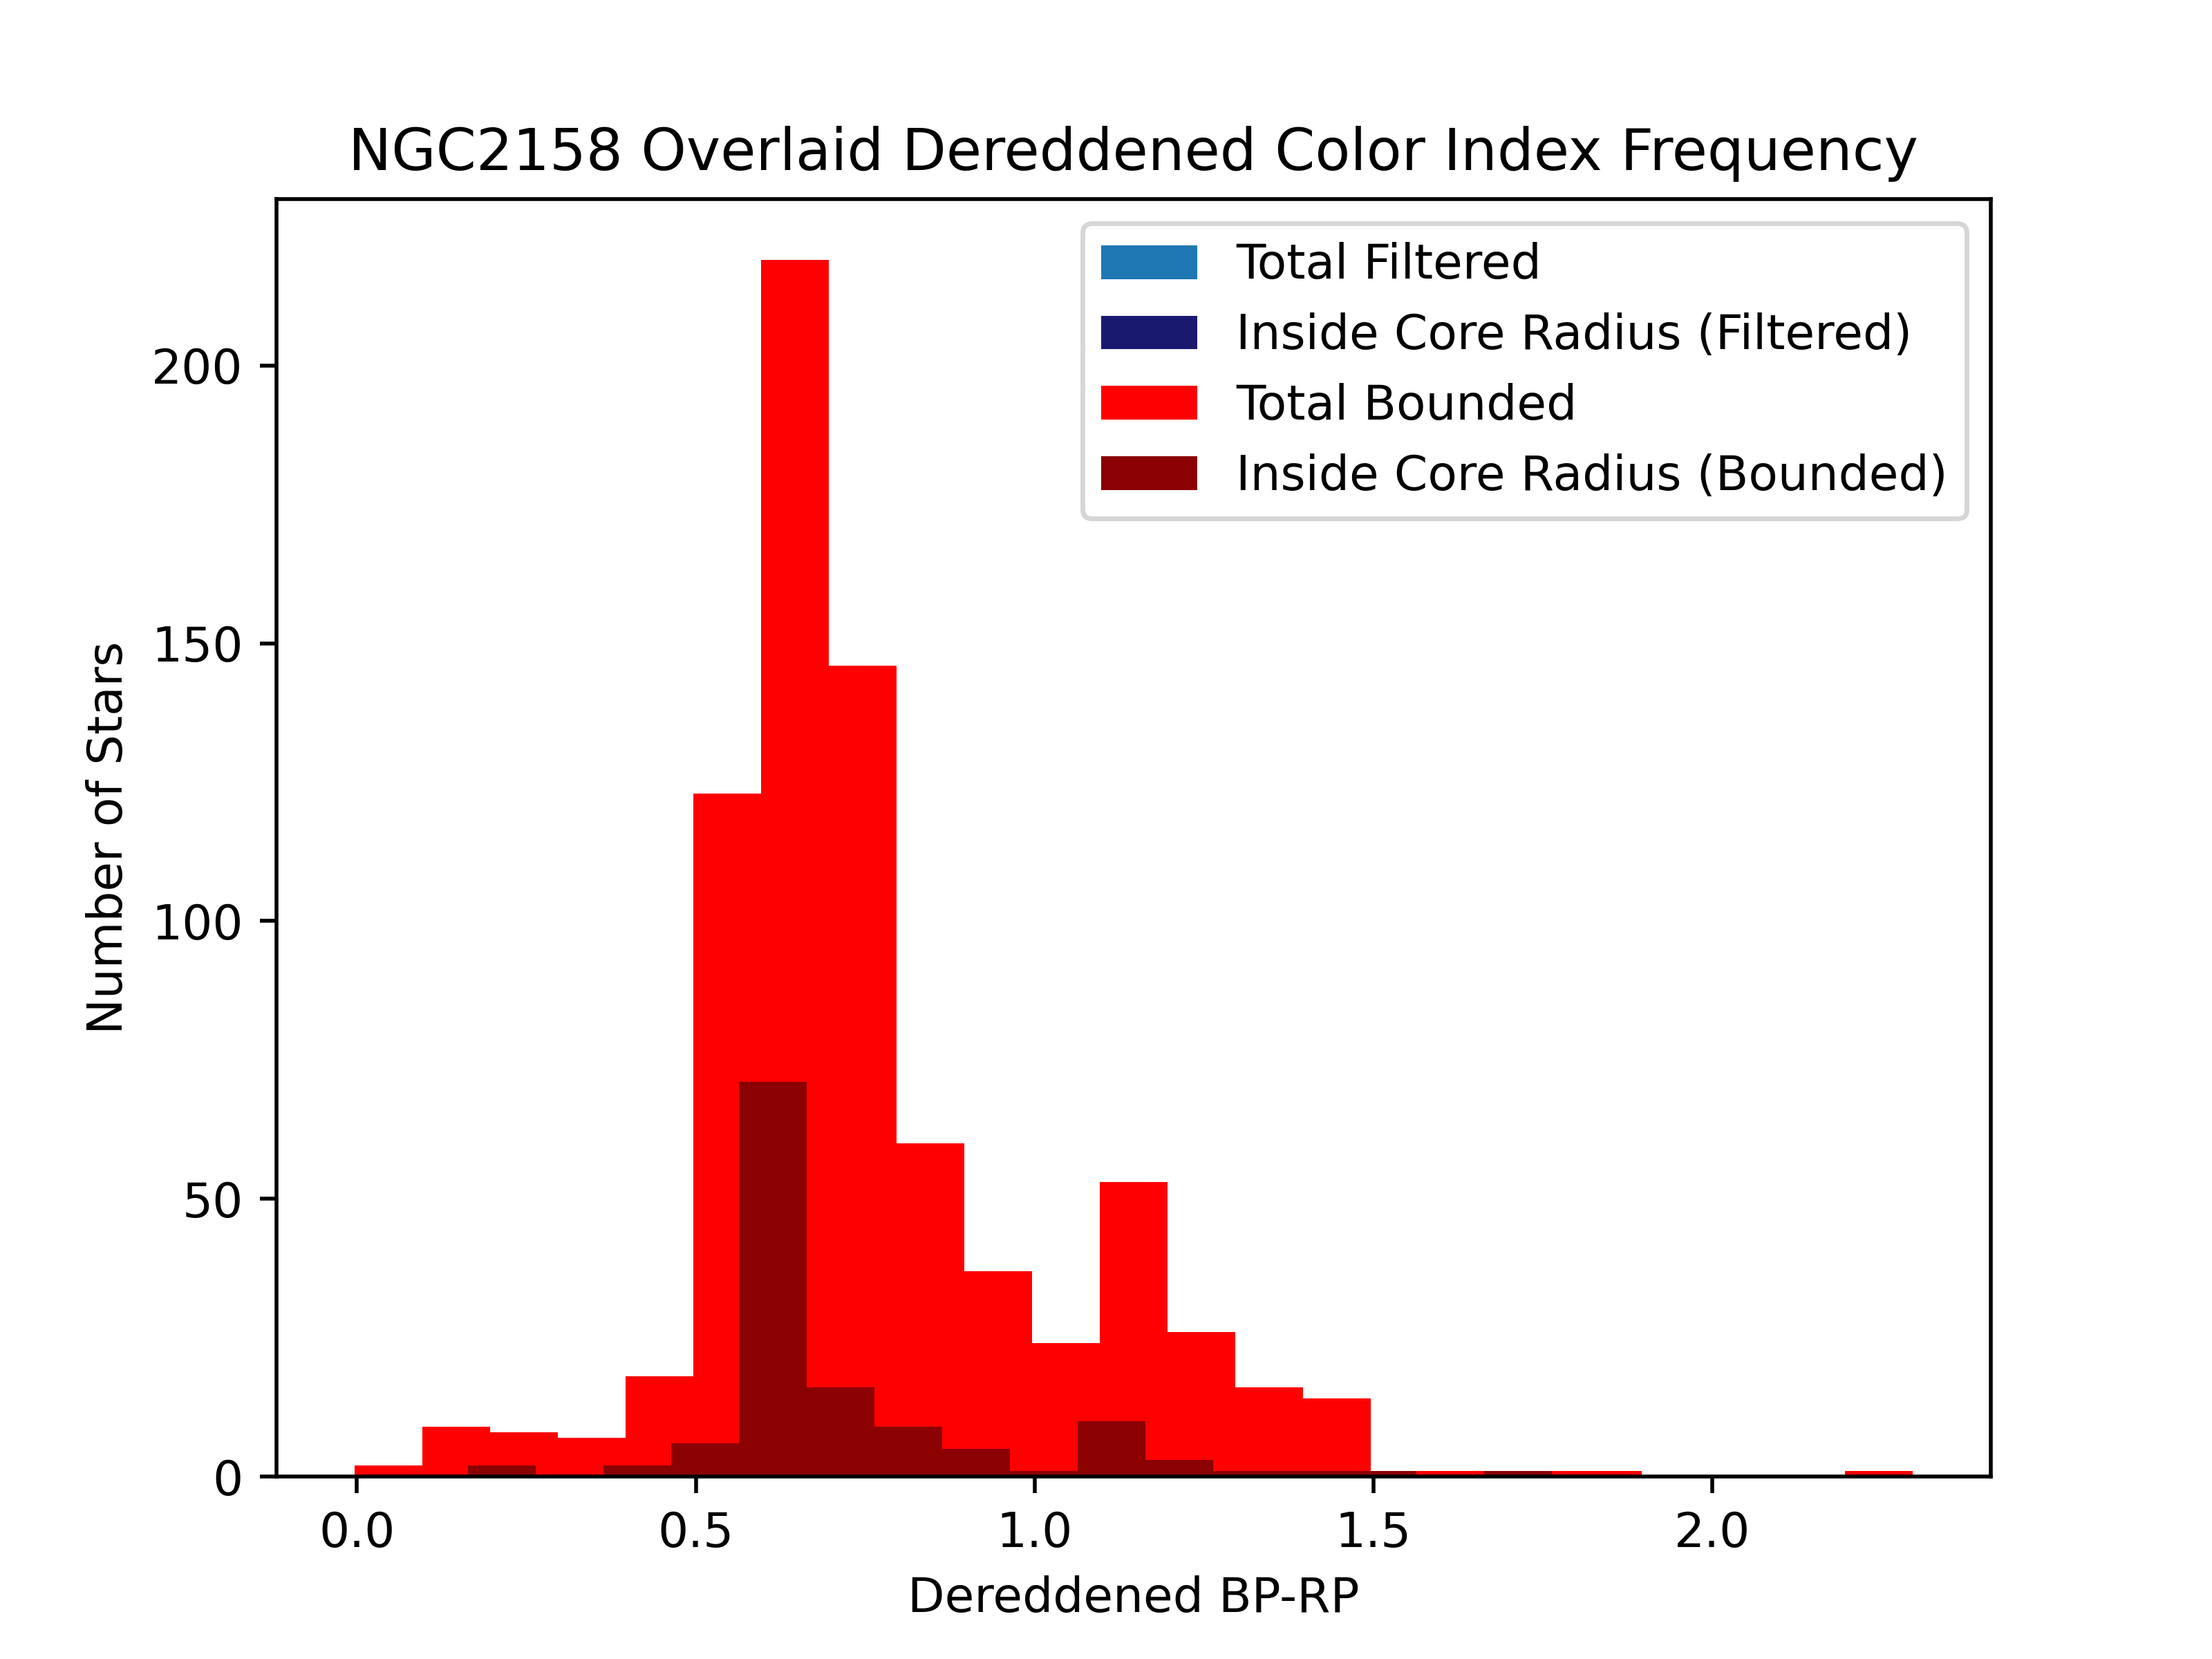 NGC2158 Overlaid Dereddened Color Index Frequency
Total Filtered
Inside Core Radius (Filtered)
Total Bounded
Inside Core Radius (Bounded)
Number of Stars
200
150
100
50
0
0.0 0.5 1.0 1.5 2.0
Dereddened BP-RP